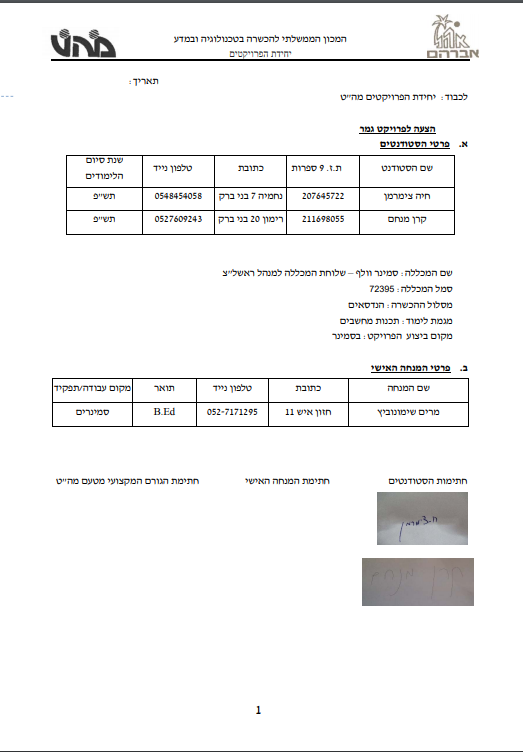 מהט
המכון הממשלתי להכשרה בטכנולוגיה ובמדע
יחידת הפרויקטים
אברהם
תאריך :
לכבוד : יחידת הפרויקטים מה״ט
הצעה לפרויקט גמר
א. פרטי הסטודנטים
שם הסטודנט ת.ז. 9 ספרות כתובת טלפון נייד שנת סיום הלימודים
חיה צימרמן 207645722 נחמיה 7 בני ברק 0548454058 תש״פ
קרן מנחם 211698055 רימון 20 בני ברק 0527609243 תש״פ
שם המכללה : סמינר וולף – שלוחת המכללה למנהל ראשל״צ
סמל המכללה : 72395
מסלול ההכשרה : הנדסאים
מגמת לימוד : תכנות מחשבים
מקום ביצוע הפרויקט : בסמינר
ב. פרטי המנחה האישי
שם המנחה כתובת טלפון נייד תואר מקום עבודה/תפקיד
מרים שימונוביץ חזון איש 11 052-7171295 B.Ed סמינרים
חתימות הסטודנטים חתימת המנחה האישי חתימת הגורם המקצועי מטעם מה״ט
ח. צימרמן
קרן מנחם
1